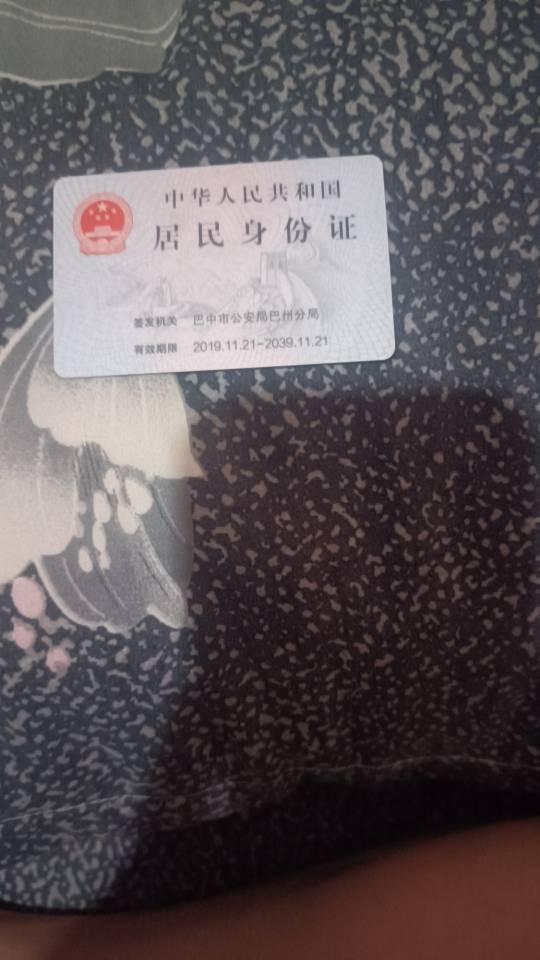 中华人民共和国
居民身份证
签发机关 巴中市公安局巴州分局
有效期限 2019.11.21-2039.11.21